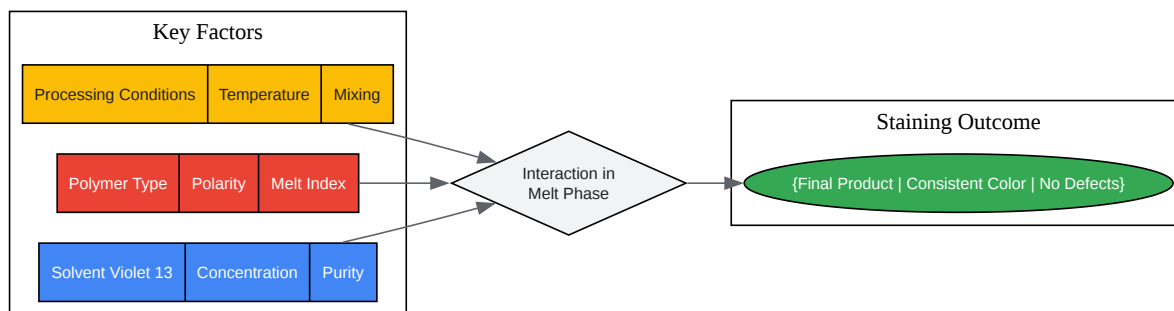 Key Factors
Processing Conditions Temperature Mixing
Polymer Type Polarity Melt Index
Solvent Violet 13 Concentration Purity
Interaction in
Melt Phase
Staining Outcome
{Final Product | Consistent Color | No Defects}